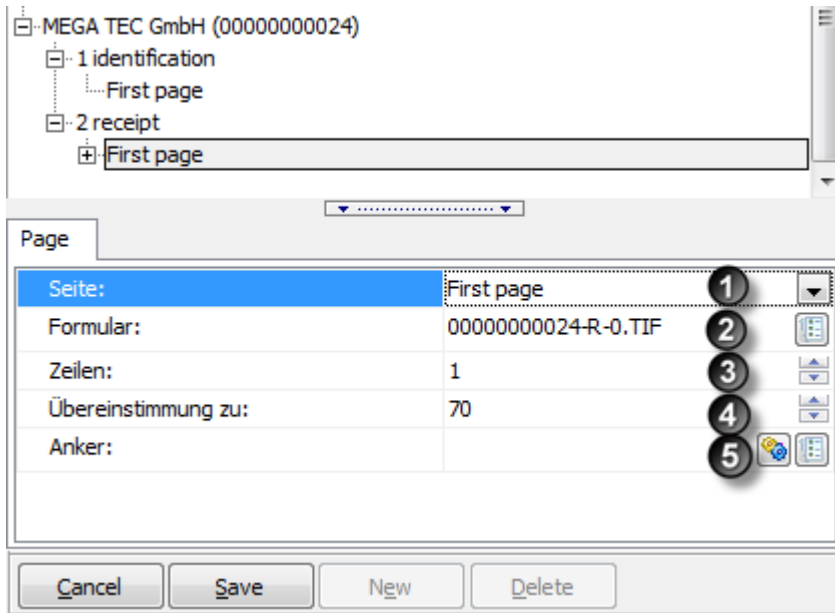 MEGA TEC GmbH (00000000024)
1 identification
First page
2 receipt
First page
Page
Seite: First page 1
Formular: 00000000024-R-0.TIF 2
Zeilen: 1 3
Übereinstimmung zu: 70 4
Anker: 5
Cancel Save New Delete